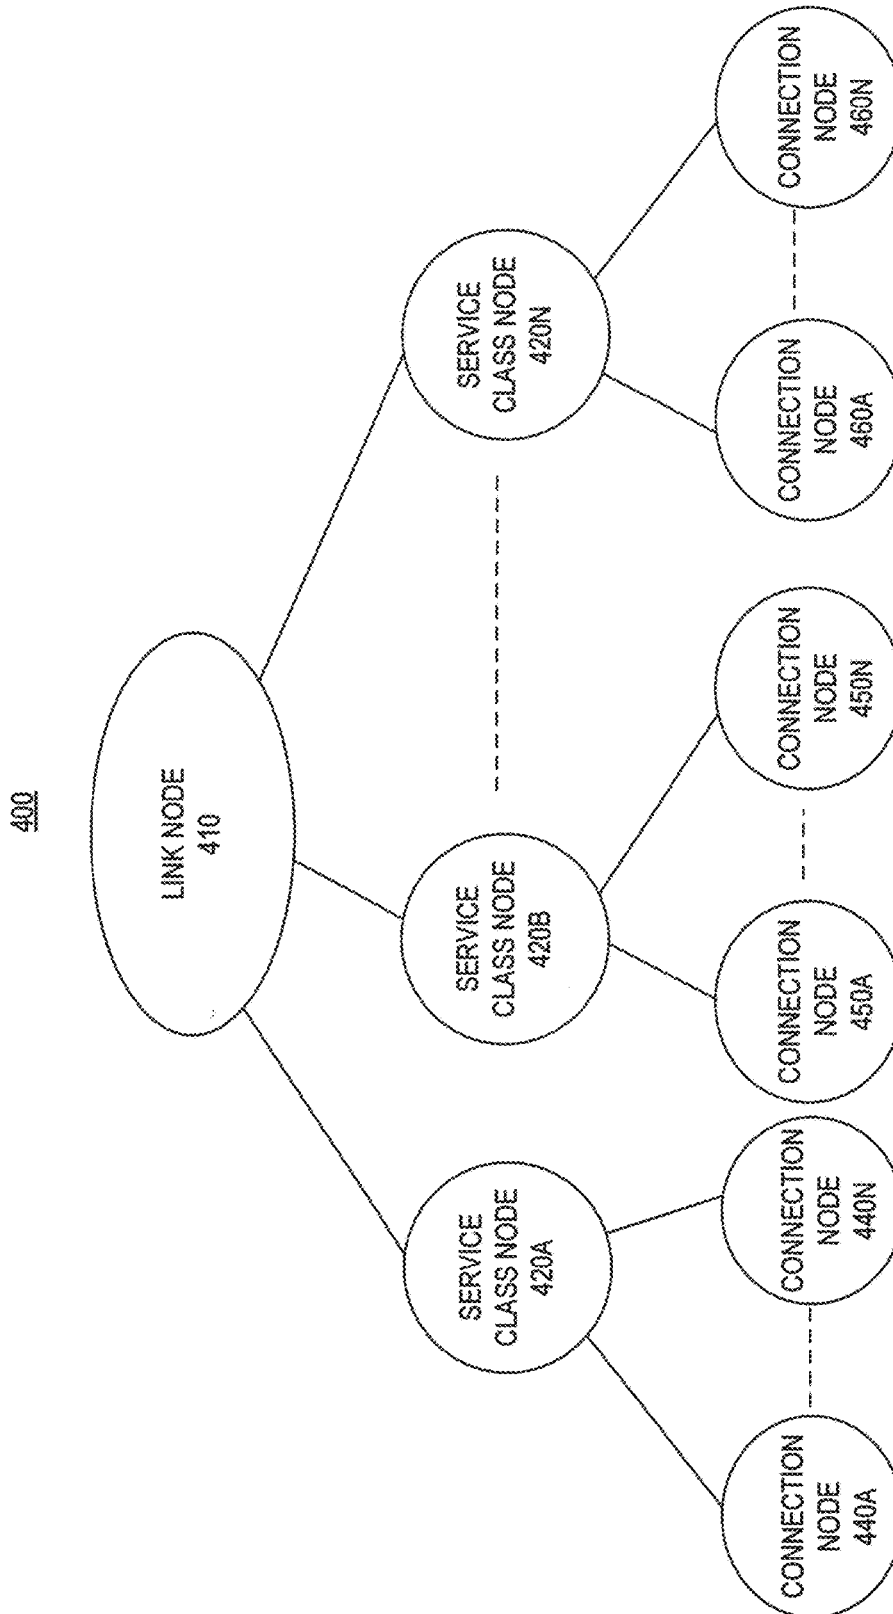 400
LINK NODE
410
SERVICE
CLASS NODE
420A
SERVICE
CLASS NODE
420B
SERVICE
CLASS NODE
420N
CONNECTION
NODE
440A
CONNECTION
NODE
440N
CONNECTION
NODE
450A
CONNECTION
NODE
450N
CONNECTION
NODE
460A
CONNECTION
NODE
460N